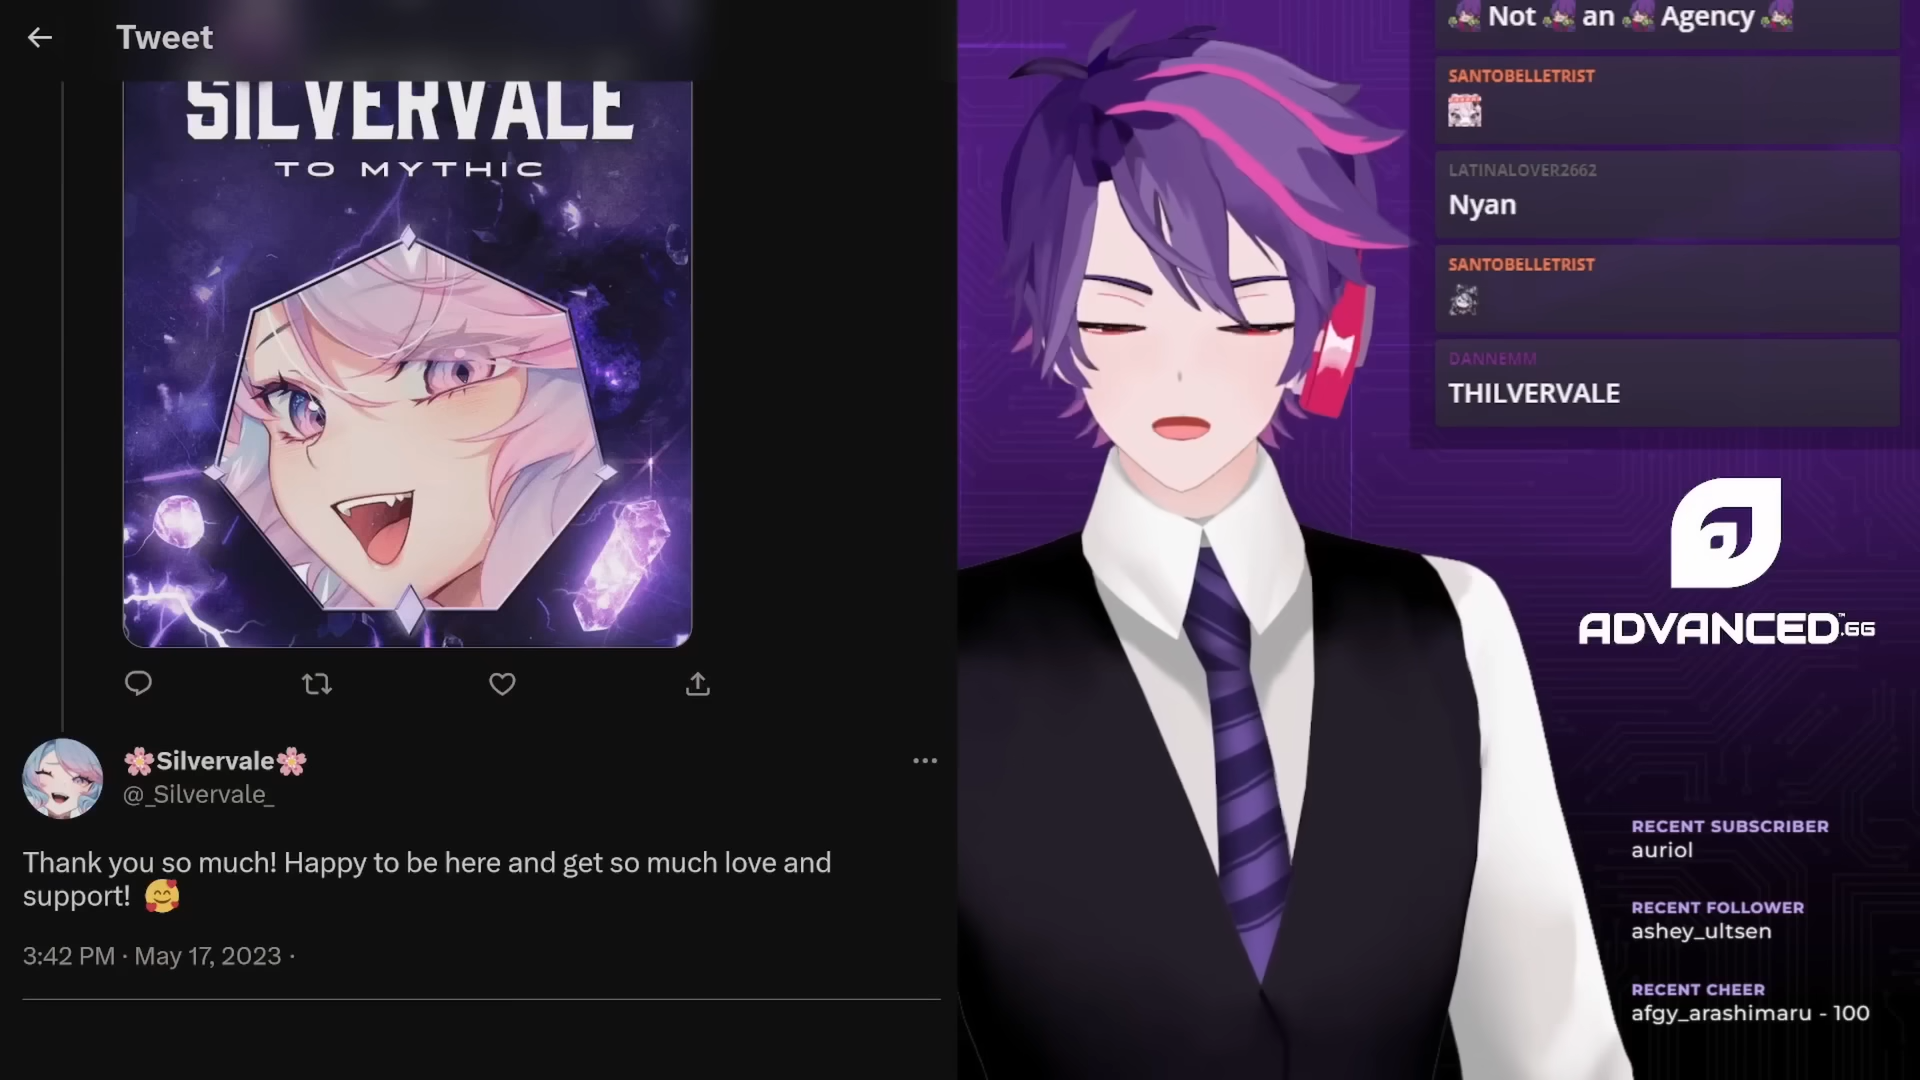 Tweet
SILVERVALE
TO MYTHIC
🌸Silvervale🌸
@_Silvervale_
Thank you so much! Happy to be here and get so much love and
support! 🥰
3:42 PM · May 17, 2023 ·
Not an Agency
SANTOBELLETRIST
LATINALOVER2662
Nyan
SANTOBELLETRIST
DANNEMM
THILVERVALE
ADVANCED™.GG
RECENT SUBSCRIBER
auriol
RECENT FOLLOWER
ashey_ultsen
RECENT CHEER
afgy_arashimaru - 100